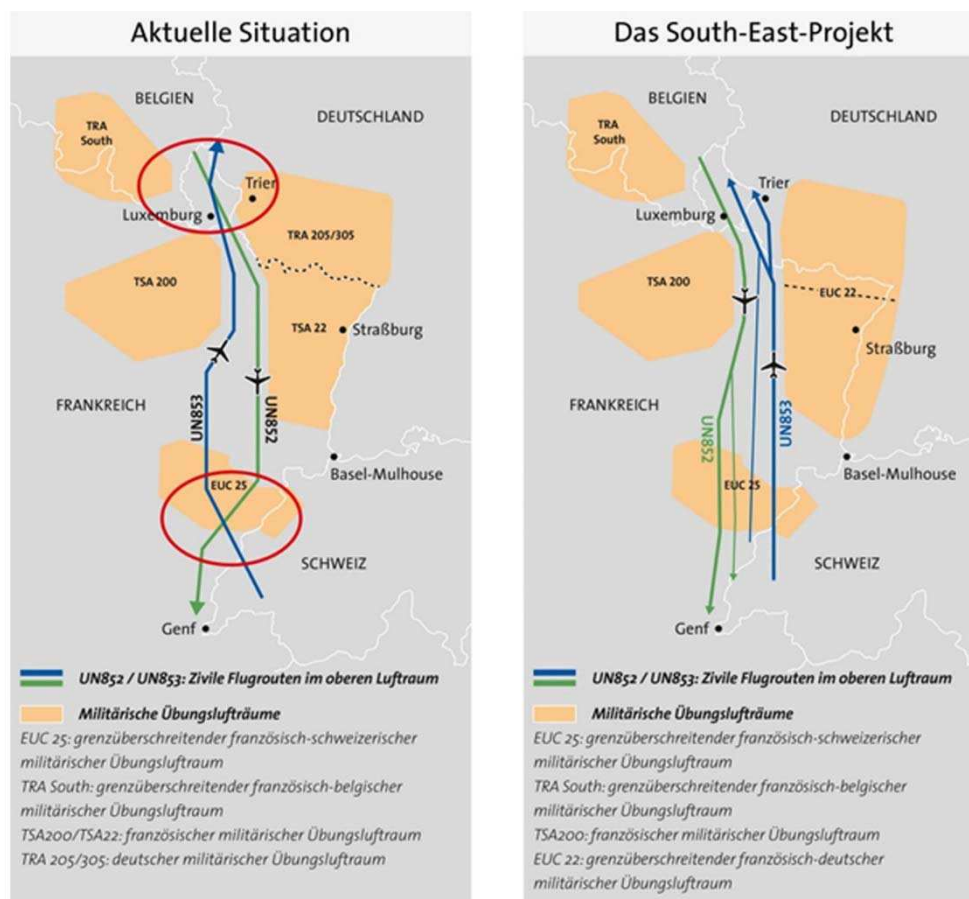 Aktuelle Situation
BELGIEN
DEUTSCHLAND
TRA
South
Trier
Luxemburg
TRA 205/305
TSA 200
TSA 22
Straßburg
FRANKREICH
UN853
UN852
Basel-Mulhouse
EUC 25
SCHWEIZ
Genf
UN852 / UN853: Zivile Flugrouten im oberen Luftraum
Militärische Übungslufträume
EUC 25: grenzüberschreitender französisch-schweizerischer
militärischer Übungsluftraum
TRA South: grenzüberschreitender französisch-belgischer
militärischer Übungsluftraum
TSA200/TSA22: französischer militärischer Übungsluftraum
TRA 205/305: deutscher militärischer Übungsluftraum
Das South-East-Projekt
BELGIEN
DEUTSCHLAND
TRA
South
Trier
Luxemburg
TSA 200
EUC 22
Straßburg
FRANKREICH
UN852
UN853
Basel-Mulhouse
EUC 25
SCHWEIZ
Genf
UN852 / UN853: Zivile Flugrouten im oberen Luftraum
Militärische Übungslufträume
EUC 25: grenzüberschreitender französisch-schweizerischer
militärischer Übungsluftraum
TRA South: grenzüberschreitender französisch-belgischer
militärischer Übungsluftraum
TSA200: französischer militärischer Übungsluftraum
EUC 22: grenzüberschreitender französisch-deutscher
militärischer Übungsluftraum